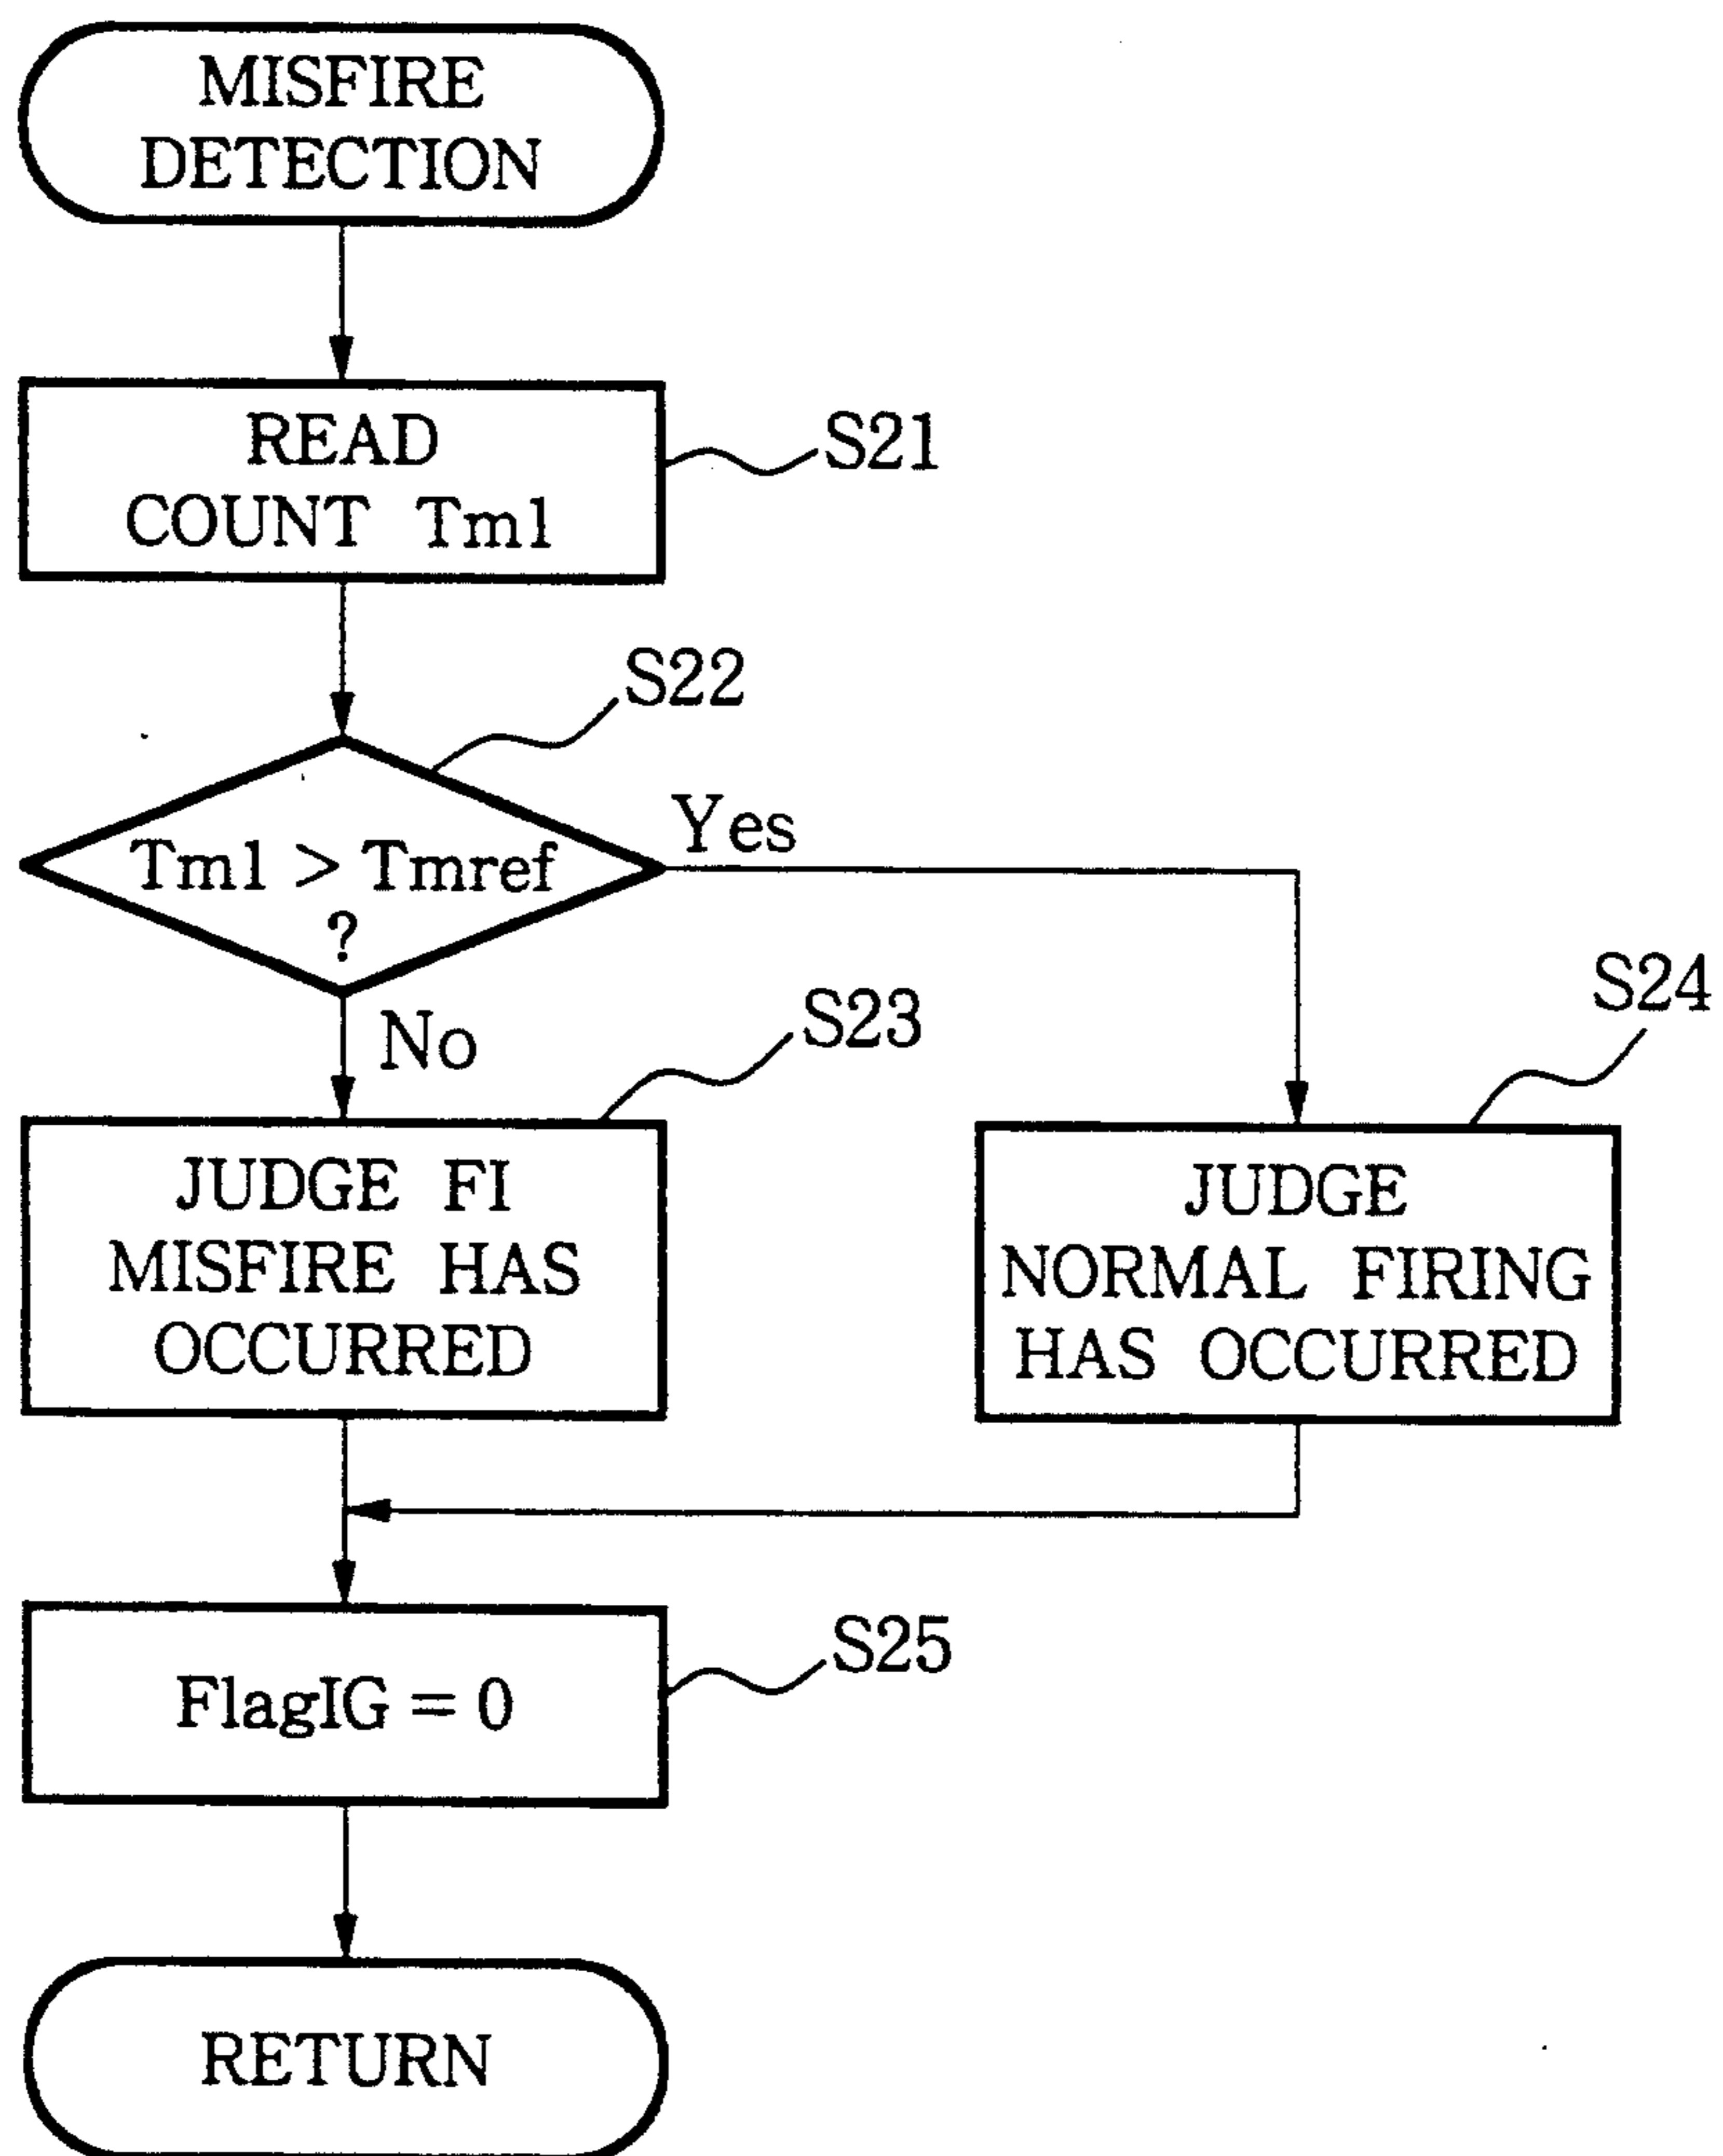 MISFIRE
DETECTION
READ
COUNT Tm1
S21
S22
Tm1 > Tmref
?
Yes
No
S23
S24
JUDGE FI
MISFIRE HAS
OCCURRED
JUDGE
NORMAL FIRING
HAS OCCURRED
FlagIG = 0
S25
RETURN